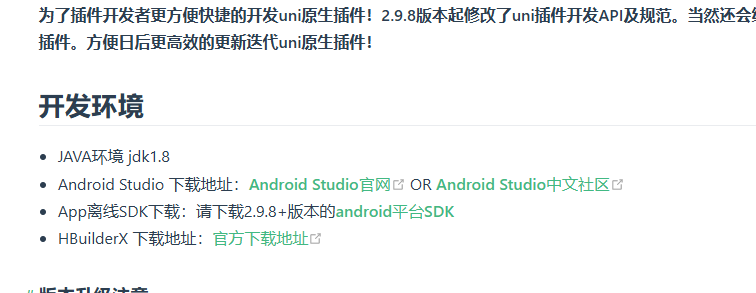 为了插件开发者更方便快捷的开发uni原生插件！2.9.8版本起修改了uni插件开发API及规范。当然还会
插件。方便日后更高效的更新迭代uni原生插件！
开发环境
JAVA环境 jdk1.8
Android Studio 下载地址：Android Studio官网 OR Android Studio中文社区
App离线SDK下载：请下载2.9.8+版本的android平台SDK
HBuilderX 下载地址：官方下载地址
# 版本升级注意